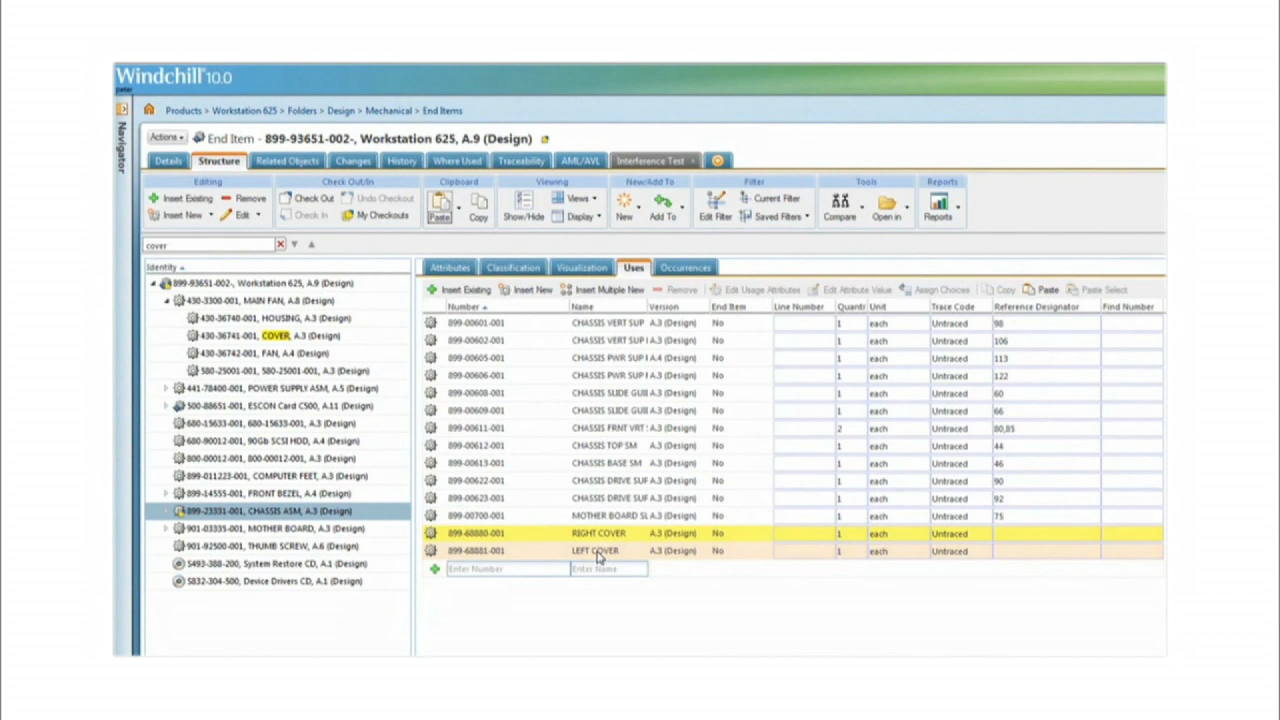 Windchill 10.0
peter
Navigator
Products > Workstation 625 > Folders > Design > Mechanical > End Items
Actions End Item - 899-93651-002-, Workstation 625, A.9 (Design)
Details Structure Related Objects Changes History Where Used Traceability AML/AVL Interference Test
Editing Check Out/In Clipboard Viewing New/Add To Filter Tools Reports
Insert Existing Remove Check Out Undo Checkout Views Current Filter
Insert New Edit Check In My Checkouts Paste Copy Show/Hide Display New Add To Edit Filter Saved Filters Compare Open in Reports
cover
Identity
899-93651-002-, Workstation 625, A.9 (Design)
430-3300-001, MAIN FAN, A.8 (Design)
430-36740-001, HOUSING, A.3 (Design)
430-36741-001, COVER, A.3 (Design)
430-36742-001, FAN, A.4 (Design)
580-25001-001, 580-25001-001, A.3 (Design)
441-78400-001, POWER SUPPLY ASM, A.5 (Design)
500-88651-001, ESCON Card C500, A.11 (Design)
680-15633-001, 680-15633-001, A.3 (Design)
680-90012-001, 90Gb SCSI HDD, A.4 (Design)
800-00012-001, 800-00012-001, A.3 (Design)
899-011223-001, COMPUTER FEET, A.3 (Design)
899-14555-001, FRONT BEZEL, A.4 (Design)
899-23331-001, CHASSIS ASM, A.3 (Design)
901-03335-001, MOTHER BOARD, A.3 (Design)
901-92500-001, THUMB SCREW, A.6 (Design)
S493-388-200, System Restore CD, A.1 (Design)
S832-304-500, Device Drivers CD, A.1 (Design)
Attributes Classification Visualization Uses Occurrences
Insert Existing Insert New Insert Multiple New Remove Edit Usage Attributes Edit Attribute Value Assign Choices Copy Paste Paste Select
Number Name Version End Item Line Number Quanti Unit Trace Code Reference Designator Find Number
899-00601-001 CHASSIS VERT SUP A.3 (Design) No 1 each Untraced 98
899-00602-001 CHASSIS VERT SUP A.3 (Design) No 1 each Untraced 106
899-00605-001 CHASSIS PWR SUP A.4 (Design) No 1 each Untraced 113
899-00606-001 CHASSIS PWR SUP A.3 (Design) No 1 each Untraced 122
899-00608-001 CHASSIS SLIDE GUI A.3 (Design) No 1 each Untraced 60
899-00609-001 CHASSIS SLIDE GUI A.3 (Design) No 1 each Untraced 66
899-00611-001 CHASSIS FRNT VRT A.3 (Design) No 2 each Untraced 80,85
899-00612-001 CHASSIS TOP SM A.3 (Design) No 1 each Untraced 44
899-00613-001 CHASSIS BASE SM A.3 (Design) No 1 each Untraced 46
899-00622-001 CHASSIS DRIVE SUP A.3 (Design) No 1 each Untraced 90
899-00623-001 CHASSIS DRIVE SUP A.3 (Design) No 1 each Untraced 92
899-00700-001 MOTHER BOARD SL A.3 (Design) No 1 each Untraced 75
899-68880-001 RIGHT COVER A.3 (Design) No 1 each Untraced
899-68881-001 LEFT COVER A.3 (Design) No 1 each Untraced
Enter Number Enter Name